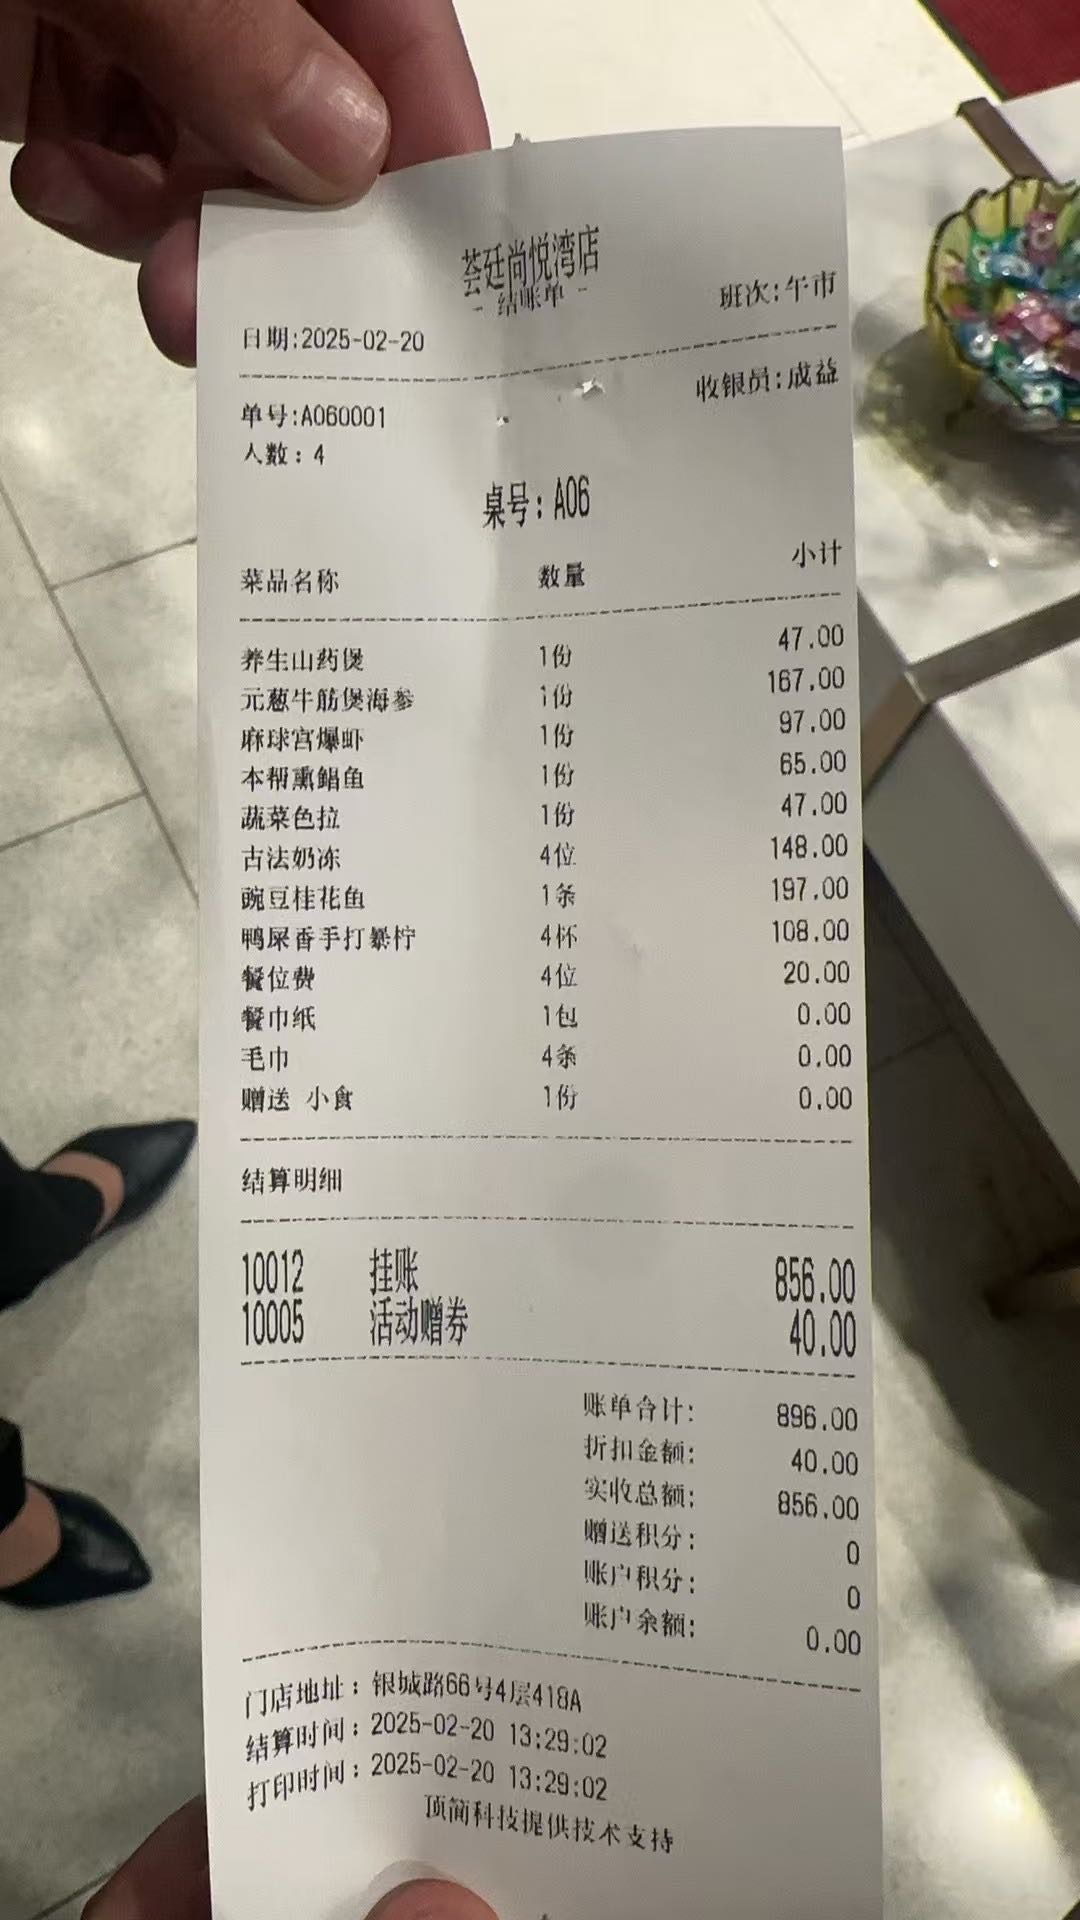 荟廷尚悦湾店
- 结账单 -
班次:午市
日期:2025-02-20
收银员:成益
单号:A060001
人数: 4
桌号: A06
菜品名称 数量 小计
养生山药煲 1份 47.00
元葱牛筋煲海参 1份 167.00
麻球宫爆虾 1份 97.00
本帮熏鲳鱼 1份 65.00
蔬菜色拉 1份 47.00
古法奶冻 4位 148.00
豌豆桂花鱼 1条 197.00
鸭屎香手打暴柠 4杯 108.00
餐位费 4位 20.00
餐巾纸 1包 0.00
毛巾 4条 0.00
赠送 小食 1份 0.00
结算明细
10012 挂账 856.00
10005 活动赠券 40.00
账单合计: 896.00
折扣金额: 40.00
实收总额: 856.00
赠送积分: 0
账户积分: 0
账户余额: 0.00
门店地址: 银城路66号4层418A
结算时间: 2025-02-20 13:29:02
打印时间: 2025-02-20 13:29:02
顶简科技提供技术支持